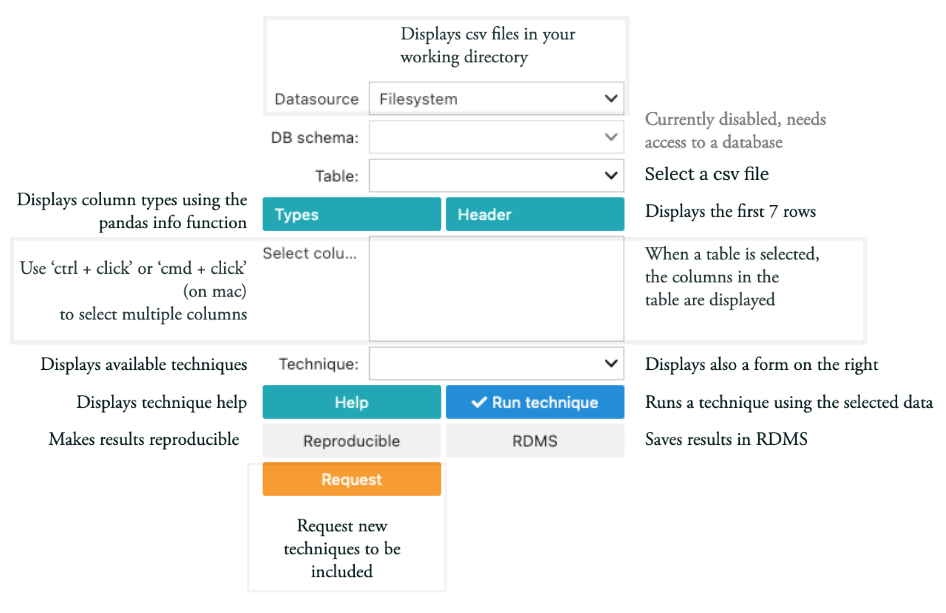 Displays csv files in your
working directory
Datasource
Filesystem
DB schema:
Currently disabled, needs
access to a database
Table:
Select a csv file
Displays column types using the
pandas info function
Types
Header
Displays the first 7 rows
Use ‘ctrl + click’ or ‘cmd + click’
(on mac)
to select multiple columns
Select colu...
When a table is selected,
the columns in the
table are displayed
Displays available techniques
Technique:
Displays also a form on the right
Displays technique help
Help
✓ Run technique
Runs a technique using the selected data
Makes results reproducible
Reproducible
RDMS
Saves results in RDMS
Request
Request new
techniques to be
included